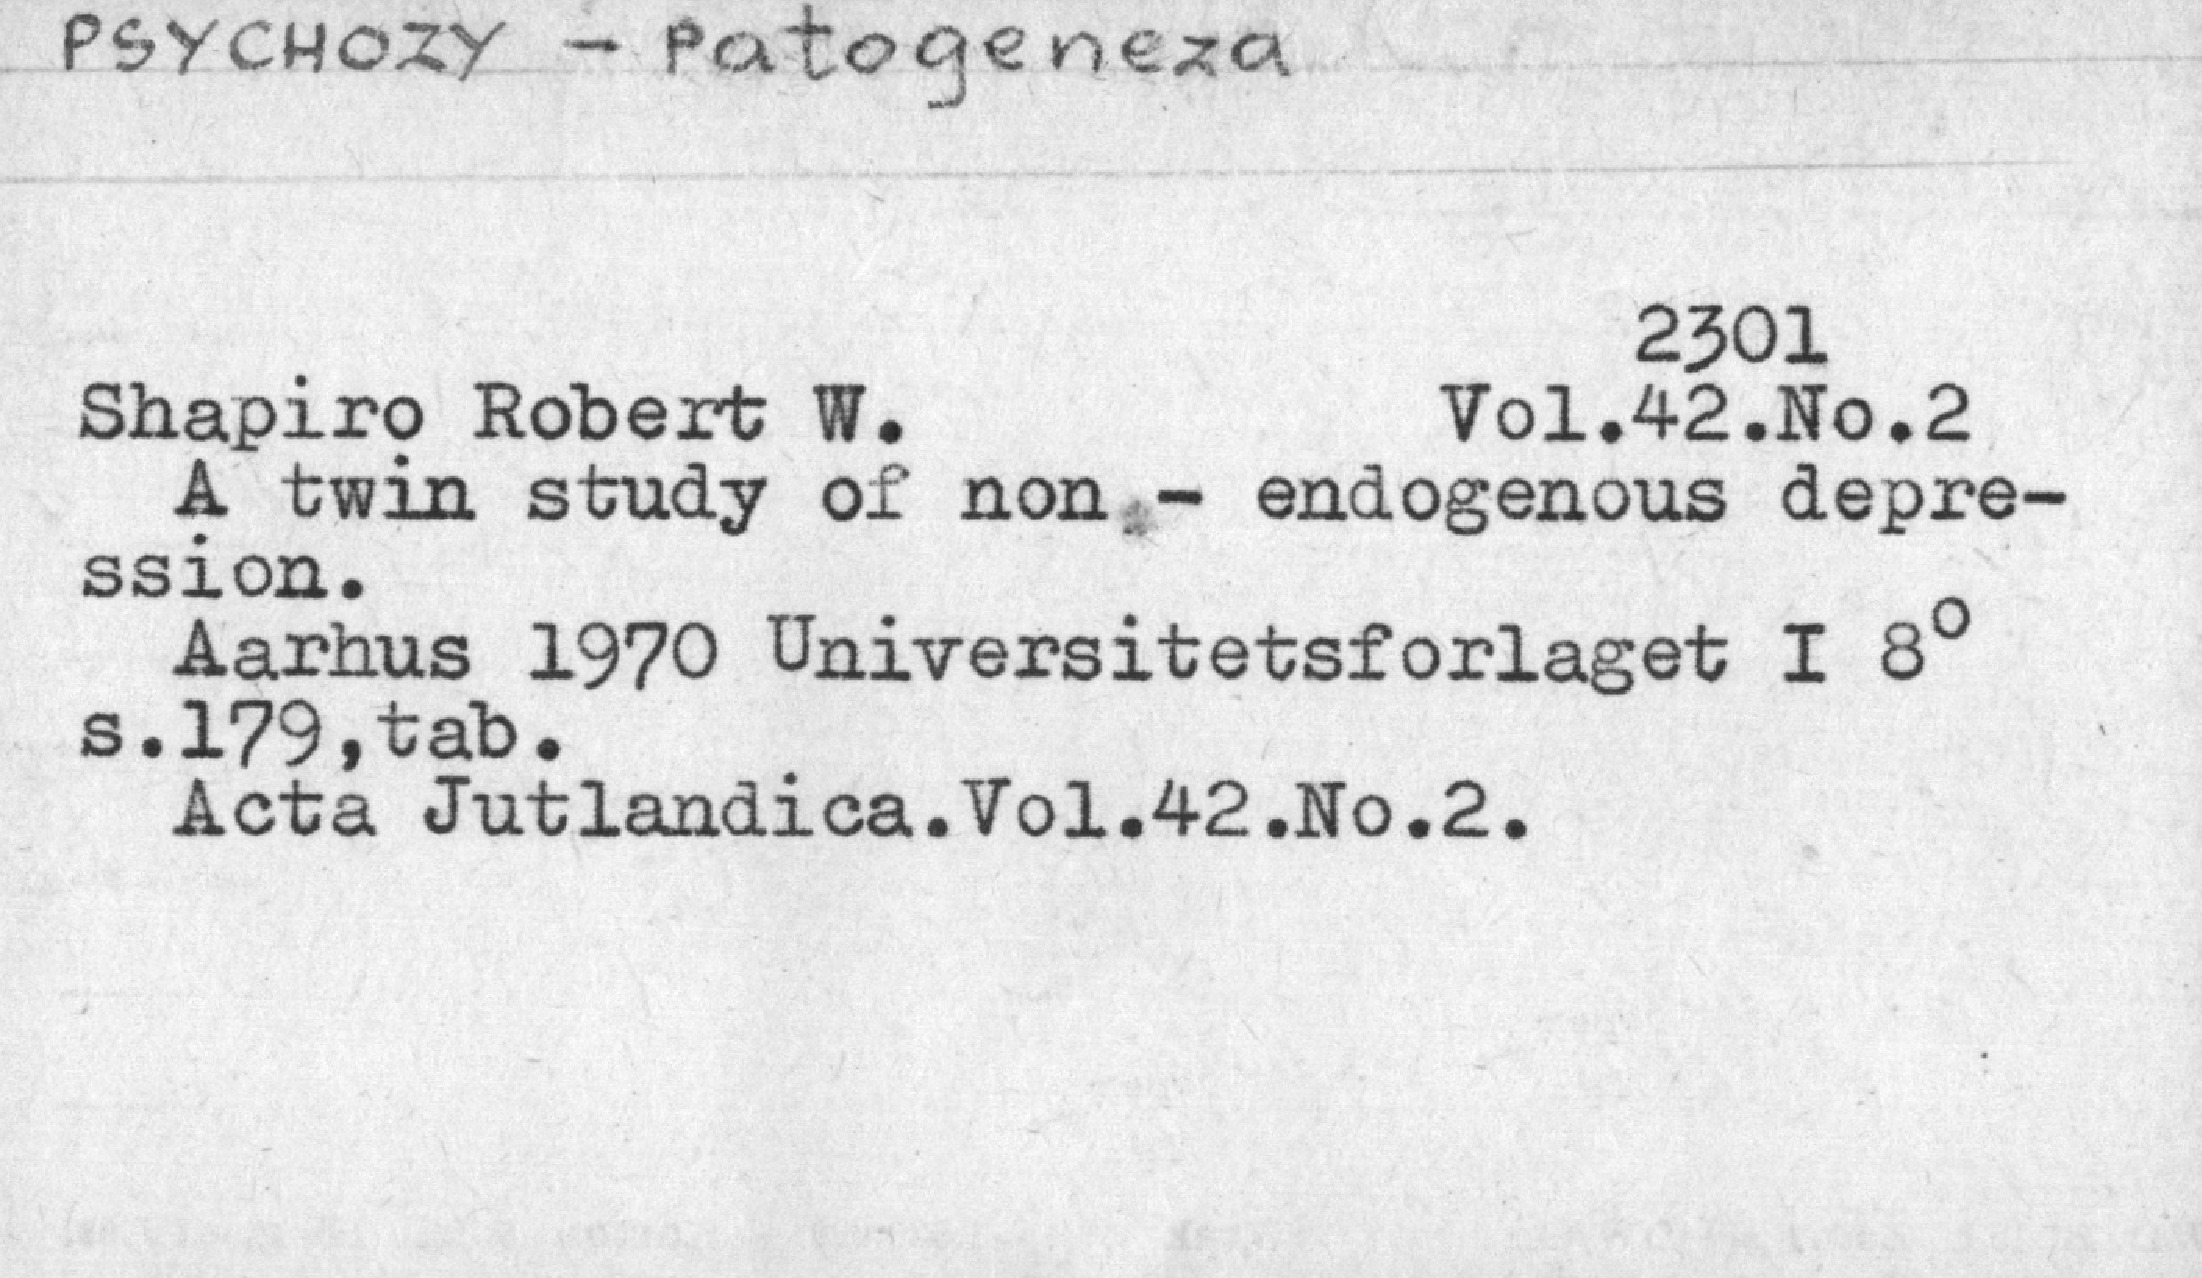 PSYCHOZY - Patogeneza
2301
Shapiro Robert W. Vol.42.No.2
A twin study of non - endogenous depre-
ssion.
Aarhus 1970 Universitetsforlaget I 8°
s.179,tab.
Acta Jutlandica.Vol.42.No.2.